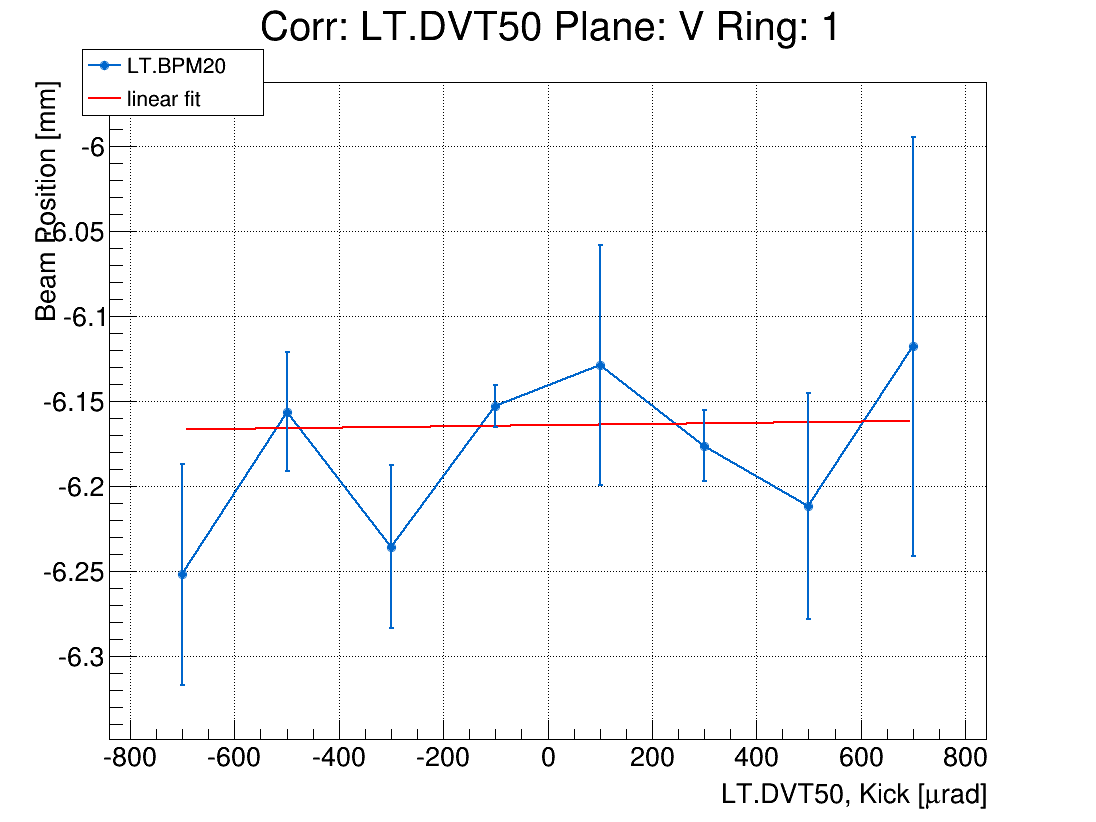 Corr: LT.DVT50 Plane: V Ring: 1
LT.BPM20
linear fit
Beam Position [mm]
-6
-6.05
-6.1
-6.15
-6.2
-6.25
-6.3
-800 -600 -400 -200 0 200 400 600 800
LT.DVT50, Kick [μrad]